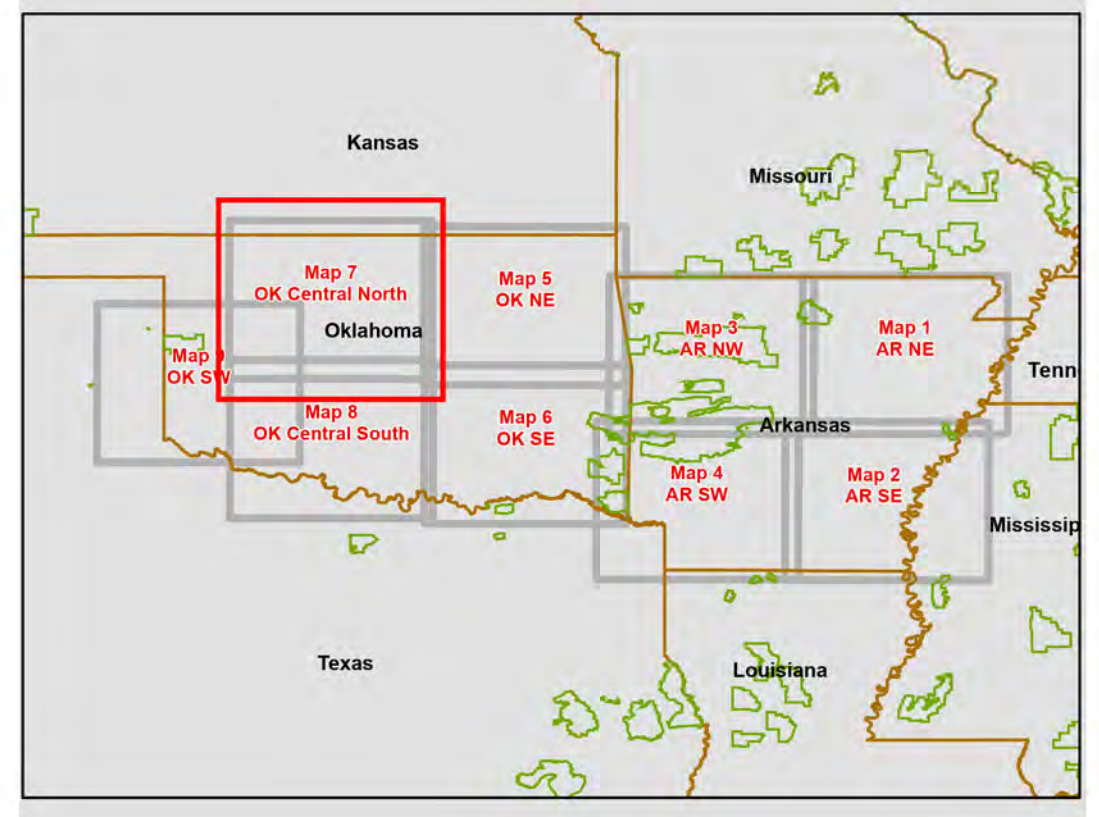 Kansas
Missouri
Map 7
OK Central North
Map 5
OK NE
Oklahoma
Map 3
AR NW
Map 1
AR NE
Map 9
OK SW
Tenn
Map 8
OK Central South
Map 6
OK SE
Arkansas
Map 4
AR SW
Map 2
AR SE
Mississip
Texas
Louisiana